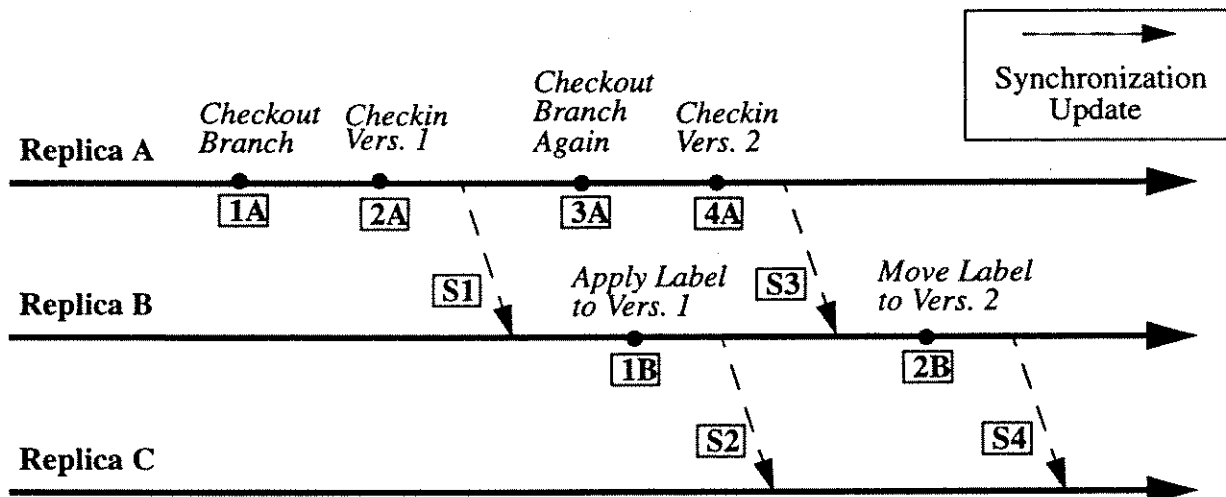 Synchronization
Update
Checkout
Branch
Checkin
Vers. 1
Checkout
Branch
Again
Checkin
Vers. 2
Replica A
1A
2A
3A
4A
S1
Apply Label
to Vers. 1
S3
Move Label
to Vers. 2
Replica B
1B
2B
S2
S4
Replica C